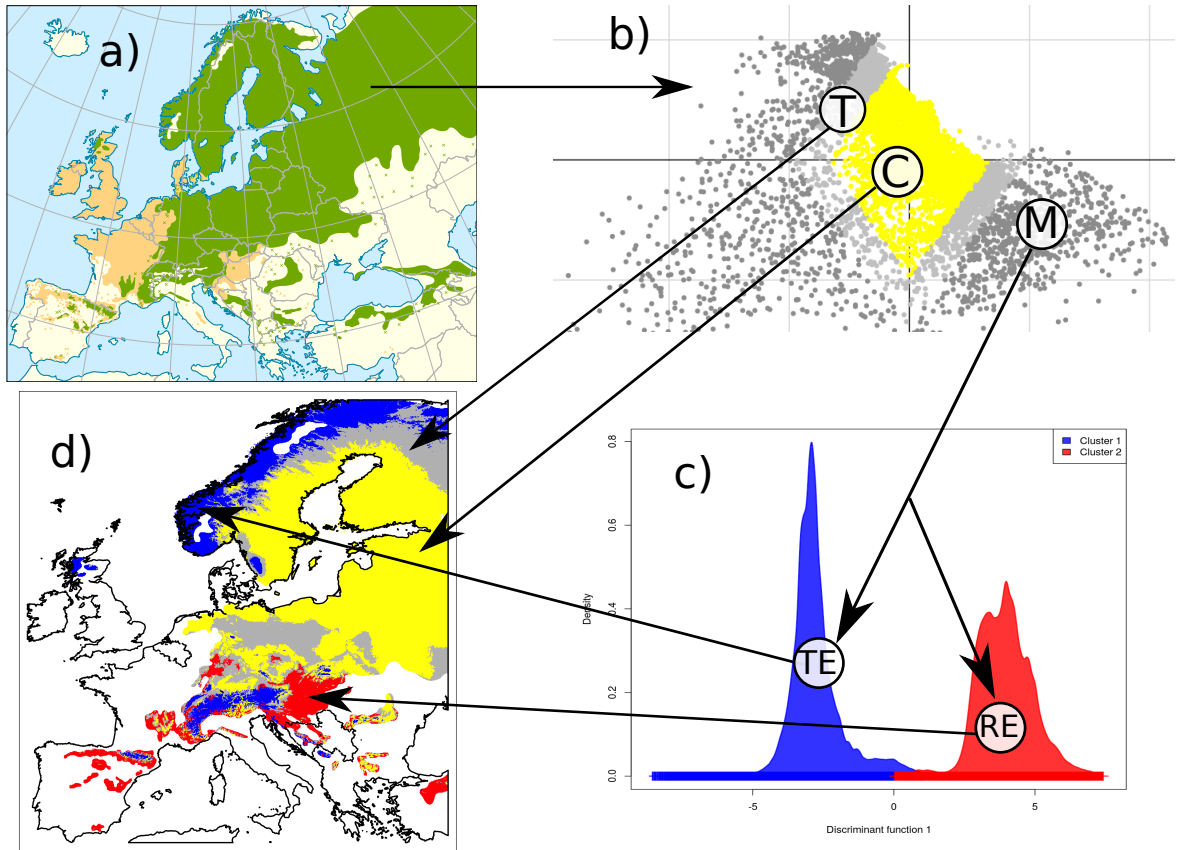 a)
b)
T
C
M
d)
c)
Cluster 1
Cluster 2
0.8
0.6
0.4
0.2
0.0
Density
TE
RE
-5
0
5
Discriminant function 1